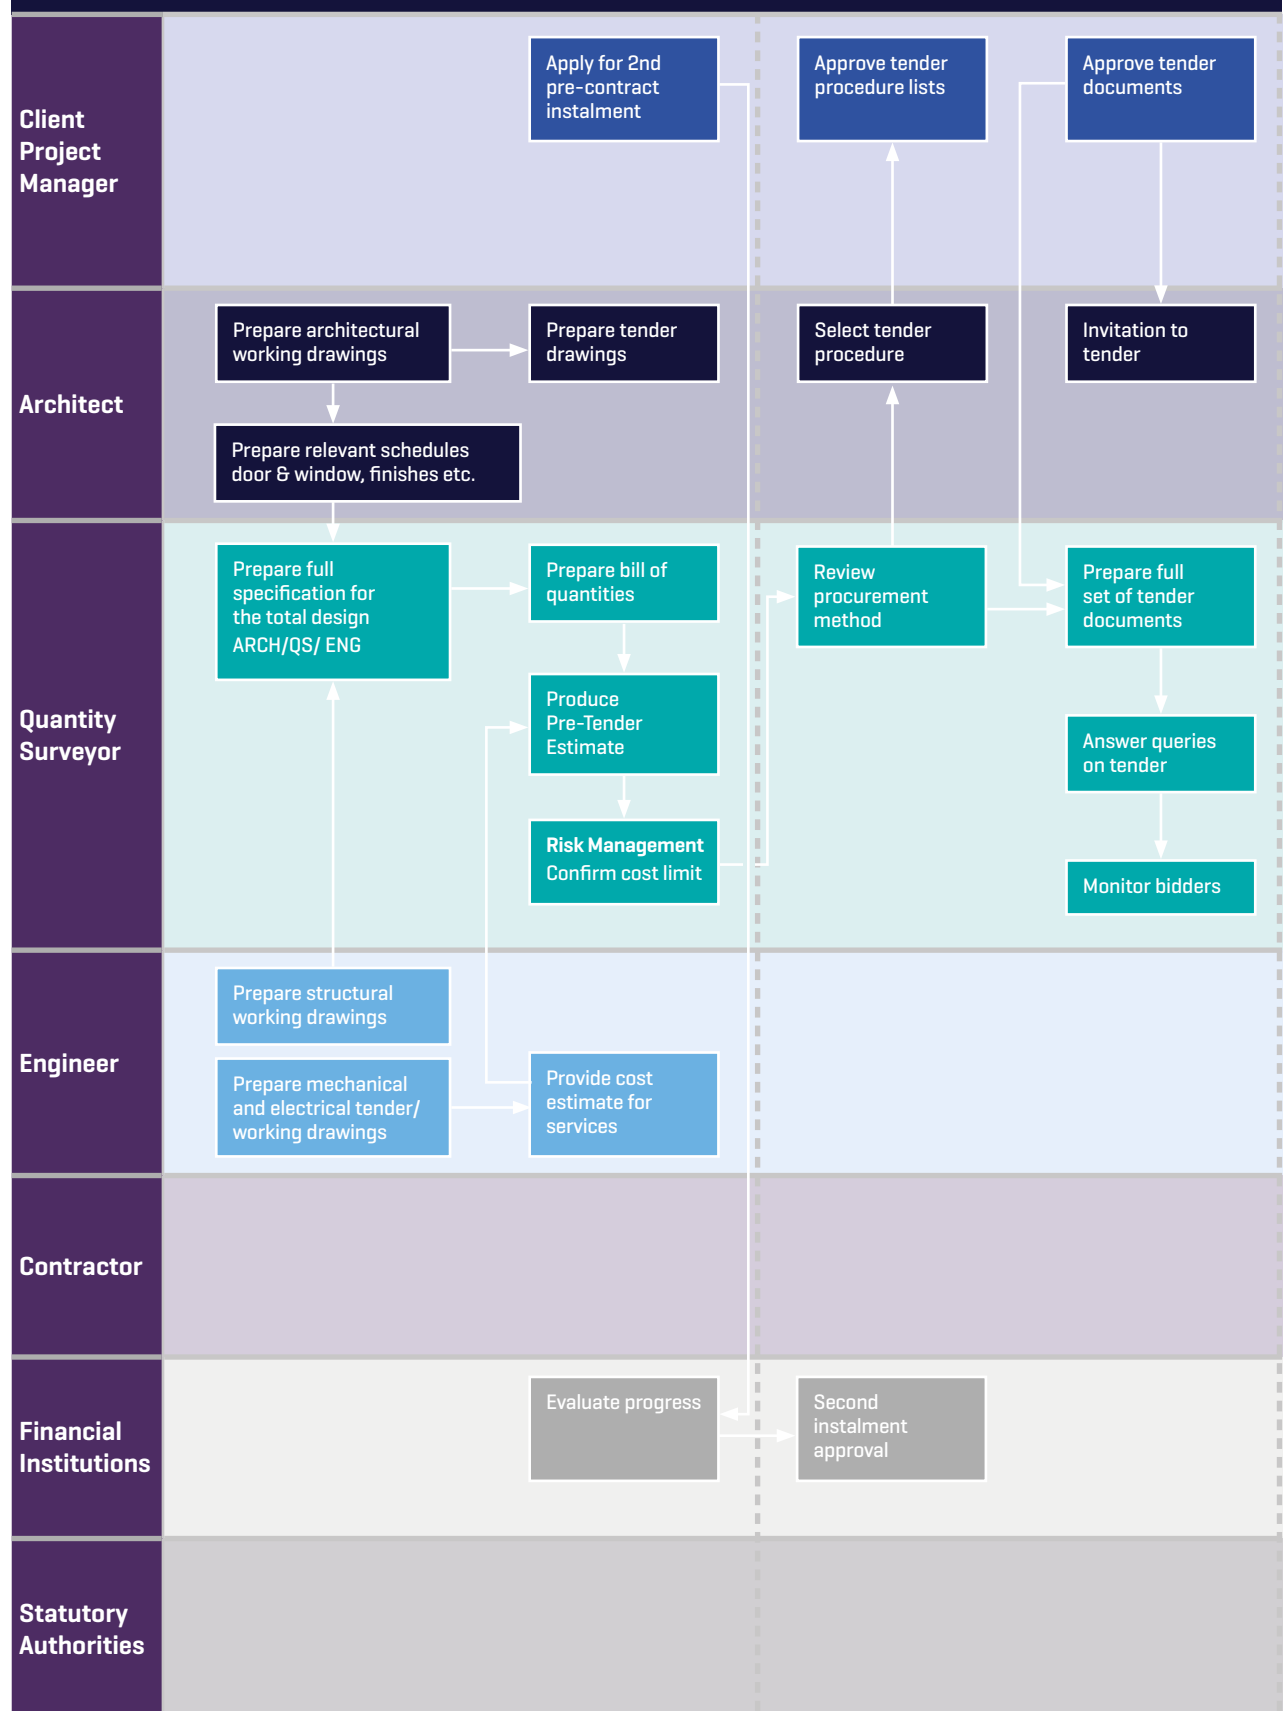 Client
Project
Manager
Apply for 2nd
pre-contract
instalment
Approve tender
procedure lists
Approve tender
documents
Architect
Prepare architectural
working drawings
Prepare tender
drawings
Select tender
procedure
Invitation to
tender
Prepare relevant schedules
door & window, finishes etc.
Quantity
Surveyor
Prepare full
specification for
the total design
ARCH/QS/ ENG
Prepare bill of
quantities
Review
procurement
method
Prepare full
set of tender
documents
Produce
Pre-Tender
Estimate
Answer queries
on tender
Risk Management
Confirm cost limit
Monitor bidders
Engineer
Prepare structural
working drawings
Prepare mechanical
and electrical tender/
working drawings
Provide cost
estimate for
services
Contractor
Financial
Institutions
Evaluate progress
Second
instalment
approval
Statutory
Authorities